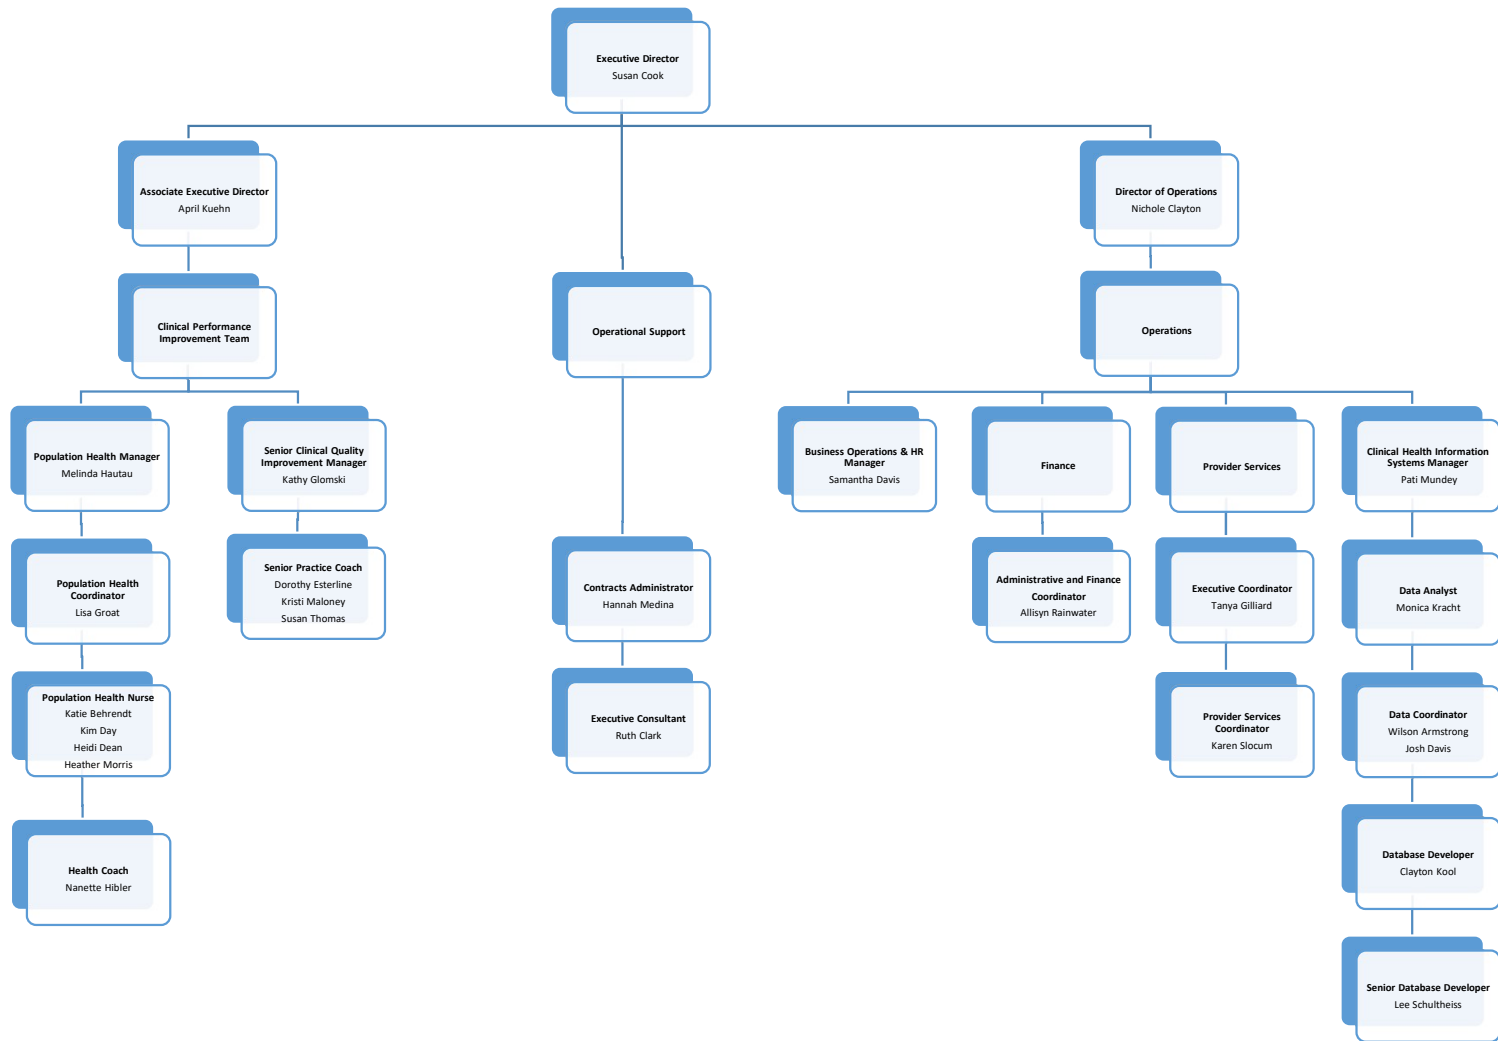 Executive Director
Susan Cook
Associate Executive Director
April Kuehn
Director of Operations
Nichole Clayton
Clinical Performance
Improvement Team
Operational Support
Operations
Population Health Manager
Melinda Hautau
Senior Clinical Quality
Improvement Manager
Kathy Glomski
Business Operations & HR
Manager
Samantha Davis
Finance
Provider Services
Clinical Health Information
Systems Manager
Pati Mundey
Population Health
Coordinator
Lisa Groat
Senior Practice Coach
Dorothy Esterline
Kristi Maloney
Susan Thomas
Contracts Administrator
Hannah Medina
Administrative and Finance
Coordinator
Allisyn Rainwater
Executive Coordinator
Tanya Gilliard
Data Analyst
Monica Kracht
Population Health Nurse
Katie Behrendt
Kim Day
Heidi Dean
Heather Morris
Executive Consultant
Ruth Clark
Provider Services
Coordinator
Karen Slocum
Data Coordinator
Wilson Armstrong
Josh Davis
Health Coach
Nanette Hibler
Database Developer
Clayton Kool
Senior Database Developer
Lee Schultheiss